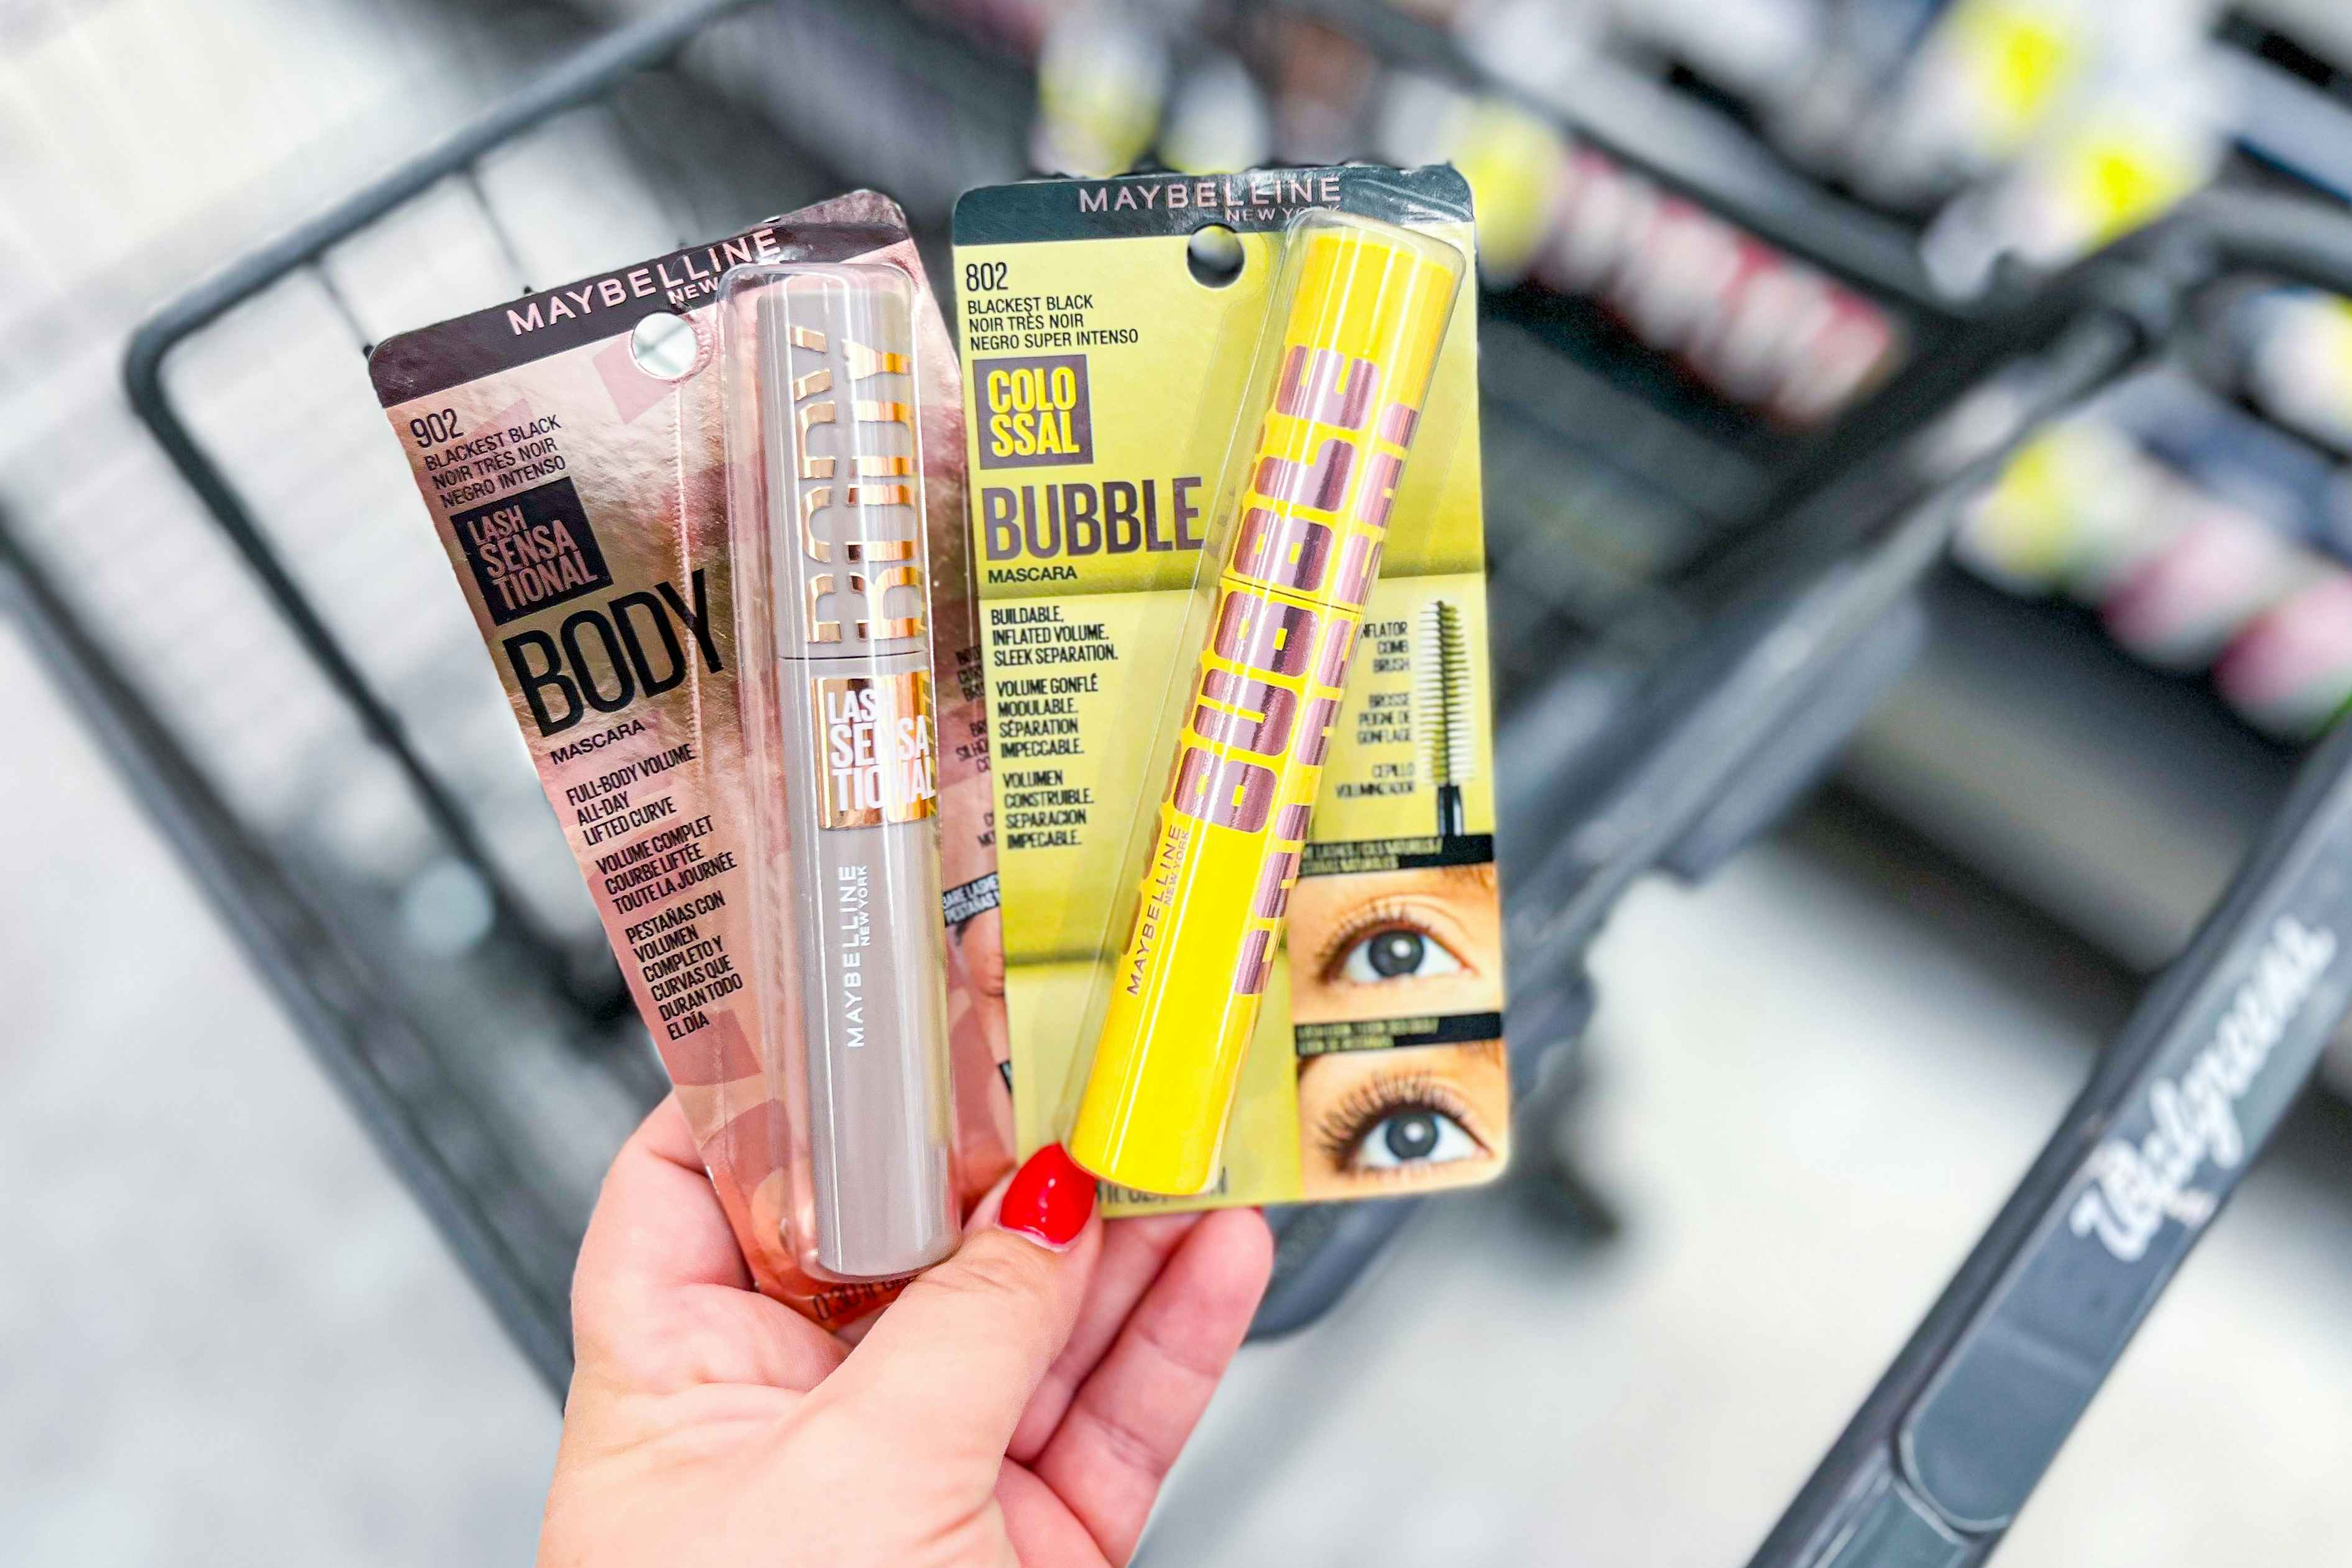 MAYBELLINE
NEW
902
BLACKEST BLACK
NOIR TRÈS NOIR
NEGRO INTENSO
LASH
SENSA
TIONAL
BODY
MASCARA
FULL-BODY VOLUME
ALL-DAY
LIFTED CURVE
VOLUME COMPLET
COURBE LIFTÉE
TOUTE LA JOURNÉE
PESTAÑAS CON
VOLUMEN
COMPLETO Y
CURVAS QUE
DURAN TODO
EL DÍA
BODY
BODY
LASH
SENSA
TIONAL
MAYBELLINE
NEW YORK
BARE LASHES
PESTAÑAS
MAYBELLINE
NEW YORK
802
BLACKEST BLACK
NOIR TRÈS NOIR
NEGRO SUPER INTENSO
COLO
SSAL
BUBBLE
MASCARA
BUILDABLE,
INFLATED VOLUME.
SLEEK SEPARATION.
VOLUME GONFLÉ
MODULABLE.
SÉPARATION
IMPECCABLE.
VOLUMEN
CONSTRUIBLE.
SEPARACION
IMPECABLE.
BUBBLE
MAYBELLINE
NEW YORK
INFLATOR
COMB
BRUSH
BROSSE
PEIGNE DE
GONFLAGE
CEPILLO
VOLUMINIZADOR
Walgreens